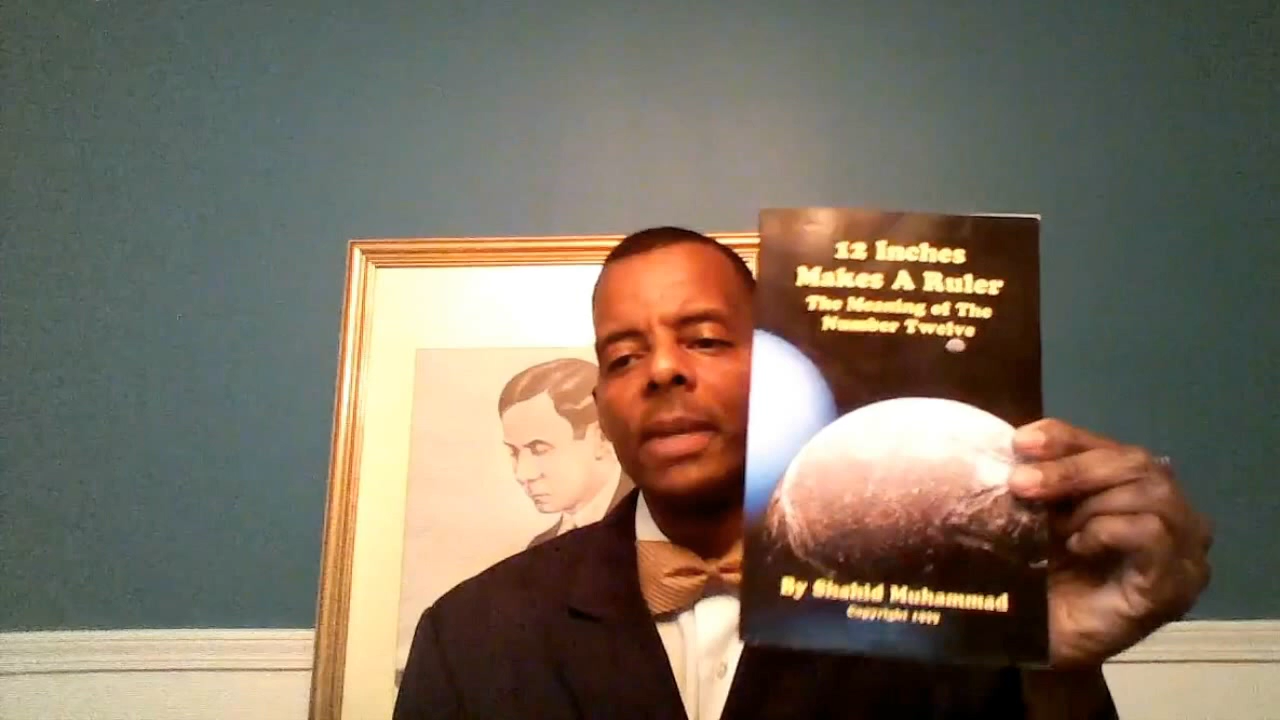 12 Inches
Makes A Ruler
The Meaning of The
Number Twelve
By Shahid Muhammad
Copyright 1999